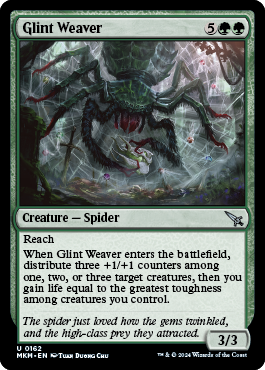 Glint Weaver 5
Creature — Spider
Reach
When Glint Weaver enters the battlefield,
distribute three +1/+1 counters among
one, two, or three target creatures, then you
gain life equal to the greatest toughness
among creatures you control.
The spider just loved how the gems twinkled,
and the high-class prey they attracted.
3/3
U 0162
MKM • EN Tuan Duong Chu
™ & © 2024 Wizards of the Coast